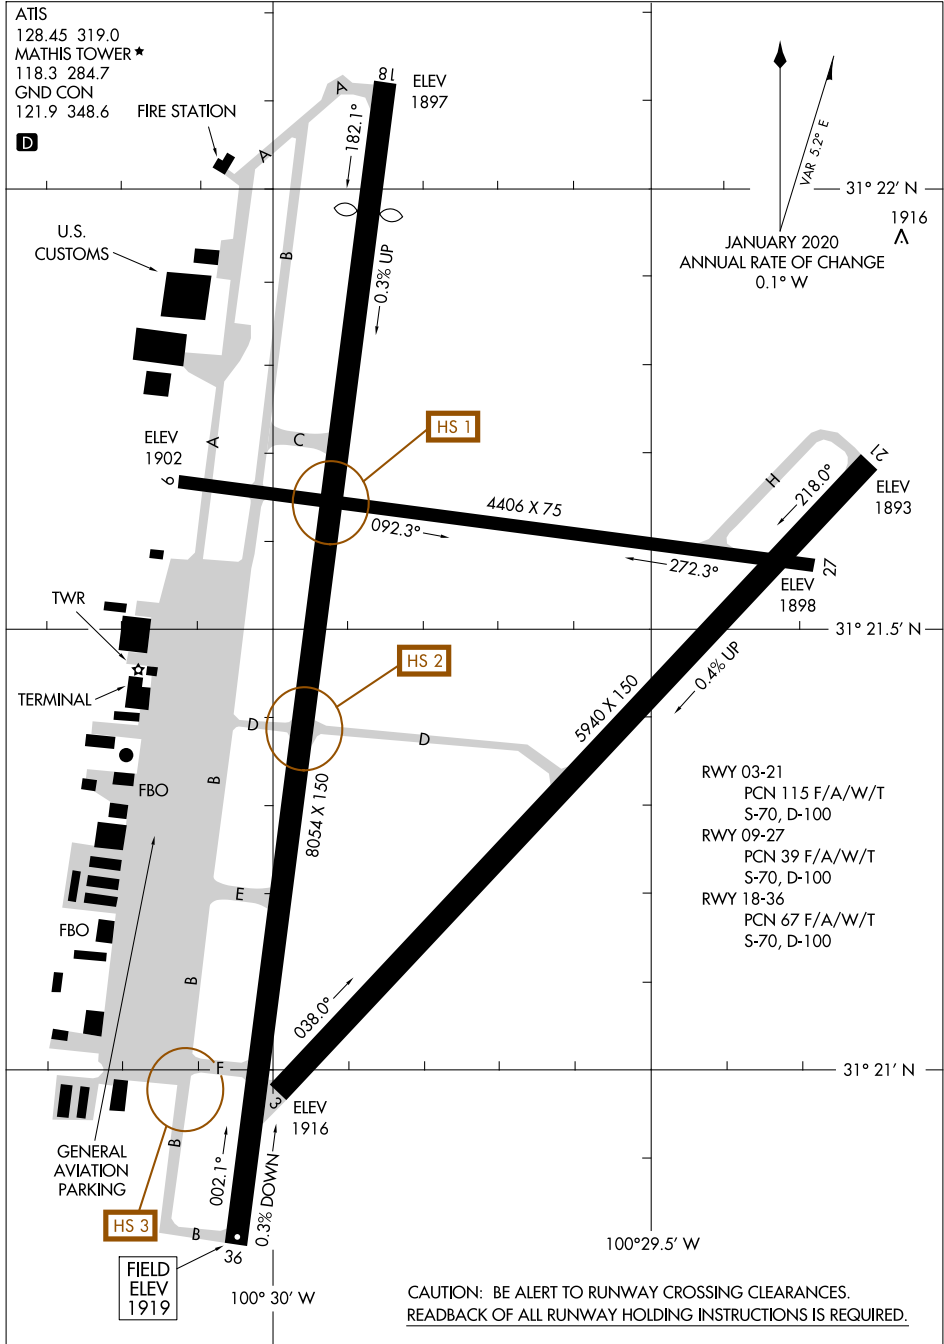 ATIS
128.45 319.0
MATHIS TOWER★
118.3 284.7
GND CON
121.9 348.6
D
FIRE STATION
A
A
18
ELEV
1897
182.1°
VAR 5.2° E
31° 22' N
1916
JANUARY 2020
ANNUAL RATE OF CHANGE
0.1° W
U.S.
CUSTOMS
B
0.3% UP
HS 1
ELEV
1902
A
C
9
4406 X 75
092.3°
272.3°
H
218.0°
21
ELEV
1893
27
ELEV
1898
TWR
31° 21.5' N
HS 2
TERMINAL
D
D
0.4% UP
5940 X 150
B
FBO
8054 X 150
RWY 03-21
PCN 115 F/A/W/T
S-70, D-100
RWY 09-27
PCN 39 F/A/W/T
S-70, D-100
RWY 18-36
PCN 67 F/A/W/T
S-70, D-100
E
FBO
B
038.0°
F
31° 21' N
3
ELEV
1916
B
002.1°
0.3% DOWN
GENERAL
AVIATION
PARKING
HS 3
B
36
FIELD
ELEV
1919
100° 30' W
100°29.5' W
CAUTION: BE ALERT TO RUNWAY CROSSING CLEARANCES.
READBACK OF ALL RUNWAY HOLDING INSTRUCTIONS IS REQUIRED.